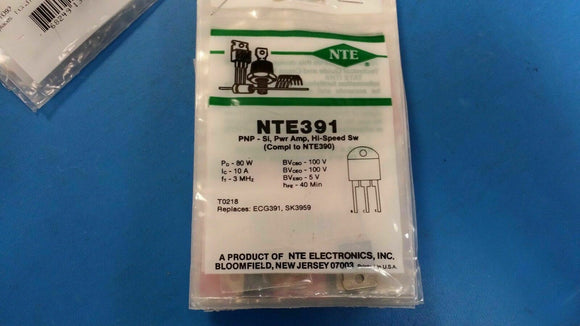 NTE
NTE391
PNP - Si, Pwr Amp, Hi-Speed Sw
(Compl to NTE390)
PD - 80 W
IC - 10 A
fT - 3 MHz
BVCBO - 100 V
BVCEO - 100 V
BVEBO - 5 V
hFE - 40 Min
T0218
Replaces: ECG391, SK3959
A PRODUCT OF NTE ELECTRONICS, INC.
BLOOMFIELD, NEW JERSEY 07003 Printed in U.S.A.